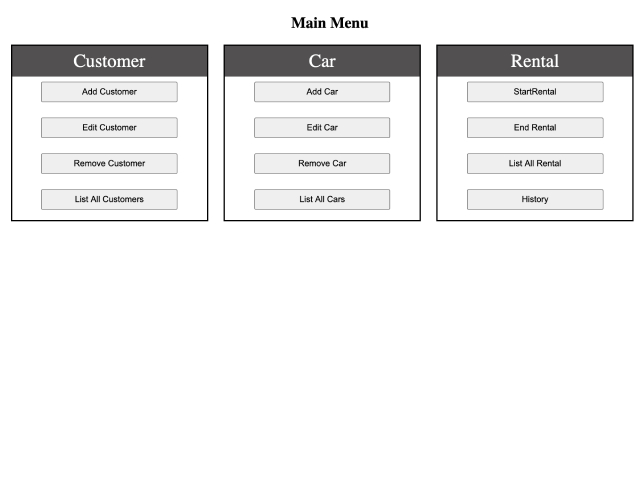 Main Menu
Customer
Add Customer
Edit Customer
Remove Customer
List All Customers
Car
Add Car
Edit Car
Remove Car
List All Cars
Rental
StartRental
End Rental
List All Rental
History